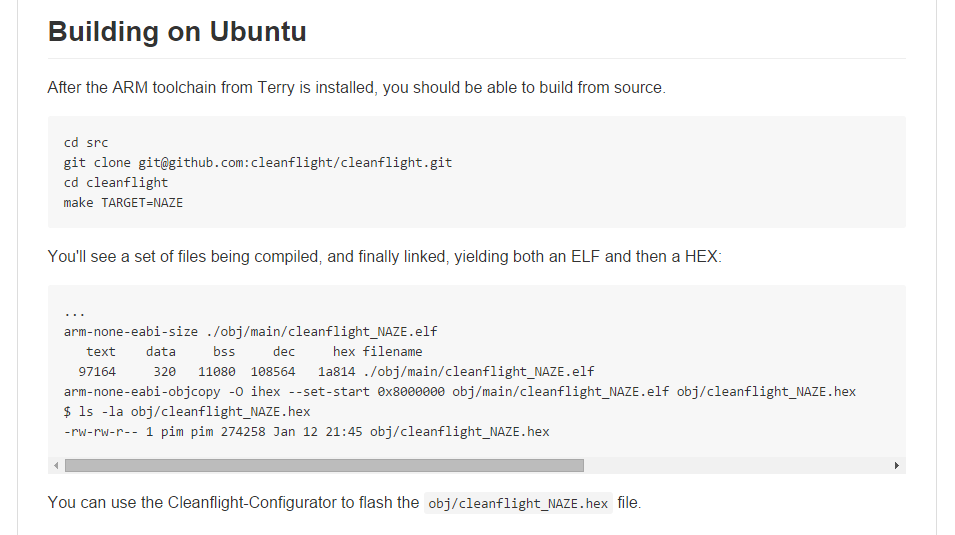 Building on Ubuntu
After the ARM toolchain from Terry is installed, you should be able to build from source.
cd src
git clone git@github.com:cleanflight/cleanflight.git
cd cleanflight
make TARGET=NAZE
You'll see a set of files being compiled, and finally linked, yielding both an ELF and then a HEX:
...
arm-none-eabi-size ./obj/main/cleanflight_NAZE.elf
   text    data     bss     dec     hex filename
  97164     320   11080  108564   1a814 ./obj/main/cleanflight_NAZE.elf
arm-none-eabi-objcopy -O ihex --set-start 0x8000000 obj/main/cleanflight_NAZE.elf obj/cleanflight_NAZE.hex
$ ls -la obj/cleanflight_NAZE.hex
-rw-rw-r-- 1 pim pim 274258 Jan 12 21:45 obj/cleanflight_NAZE.hex
You can use the Cleanflight-Configurator to flash the obj/cleanflight_NAZE.hex file.